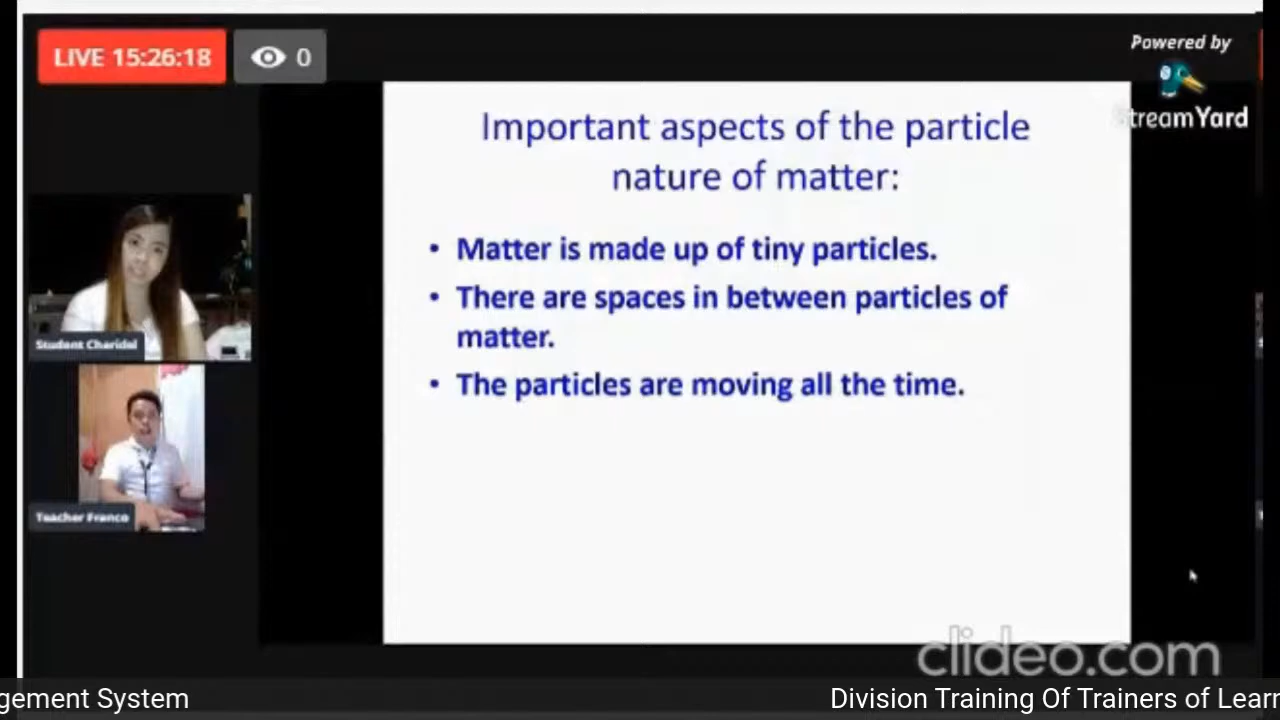 LIVE 15:26:18
0
Powered by
StreamYard
Important aspects of the particle
nature of matter:
• Matter is made up of tiny particles.
• There are spaces in between particles of
matter.
• The particles are moving all the time.
Student Charidol
Teacher Franco
clideo.com
gement System
Division Training Of Trainers of Learn